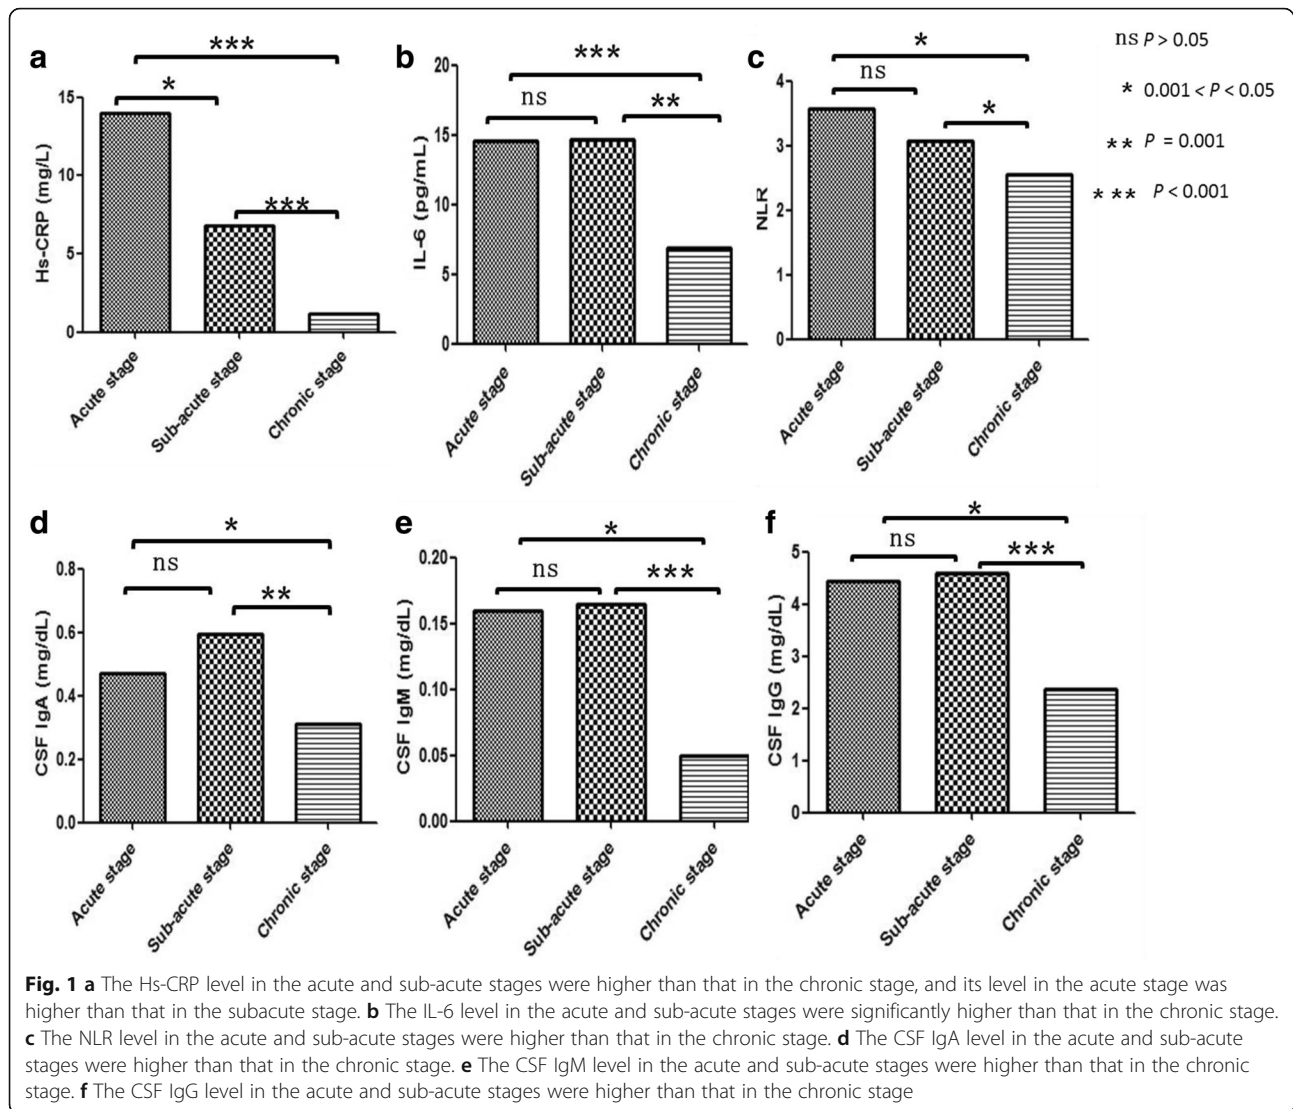 a
***
*
***
Hs-CRP (mg/L)
15
10
5
0
Acute stage
Sub-acute stage
Chronic stage
b
***
ns
**
IL-6 (pg/mL)
20
15
10
5
0
Acute stage
Sub-acute stage
Chronic stage
c
*
ns
*
NLR
4
3
2
1
0
Acute stage
Sub-acute stage
Chronic stage
ns P > 0.05
* 0.001 < P < 0.05
** P = 0.001
*** P < 0.001
d
*
ns
**
CSF IgA (mg/dL)
0.8
0.6
0.4
0.2
0.0
Acute stage
Sub-acute stage
Chronic stage
e
*
ns
***
CSF IgM (mg/dL)
0.20
0.15
0.10
0.05
0.00
Acute stage
Sub-acute stage
Chronic stage
f
*
ns
***
CSF IgG (mg/dL)
5
4
3
2
1
0
Acute stage
Sub-acute stage
Chronic stage
Fig. 1 a The Hs-CRP level in the acute and sub-acute stages were higher than that in the chronic stage, and its level in the acute stage was
higher than that in the subacute stage. b The IL-6 level in the acute and sub-acute stages were significantly higher than that in the chronic stage.
c The NLR level in the acute and sub-acute stages were higher than that in the chronic stage. d The CSF IgA level in the acute and sub-acute
stages were higher than that in the chronic stage. e The CSF IgM level in the acute and sub-acute stages were higher than that in the chronic
stage. f The CSF IgG level in the acute and sub-acute stages were higher than that in the chronic stage